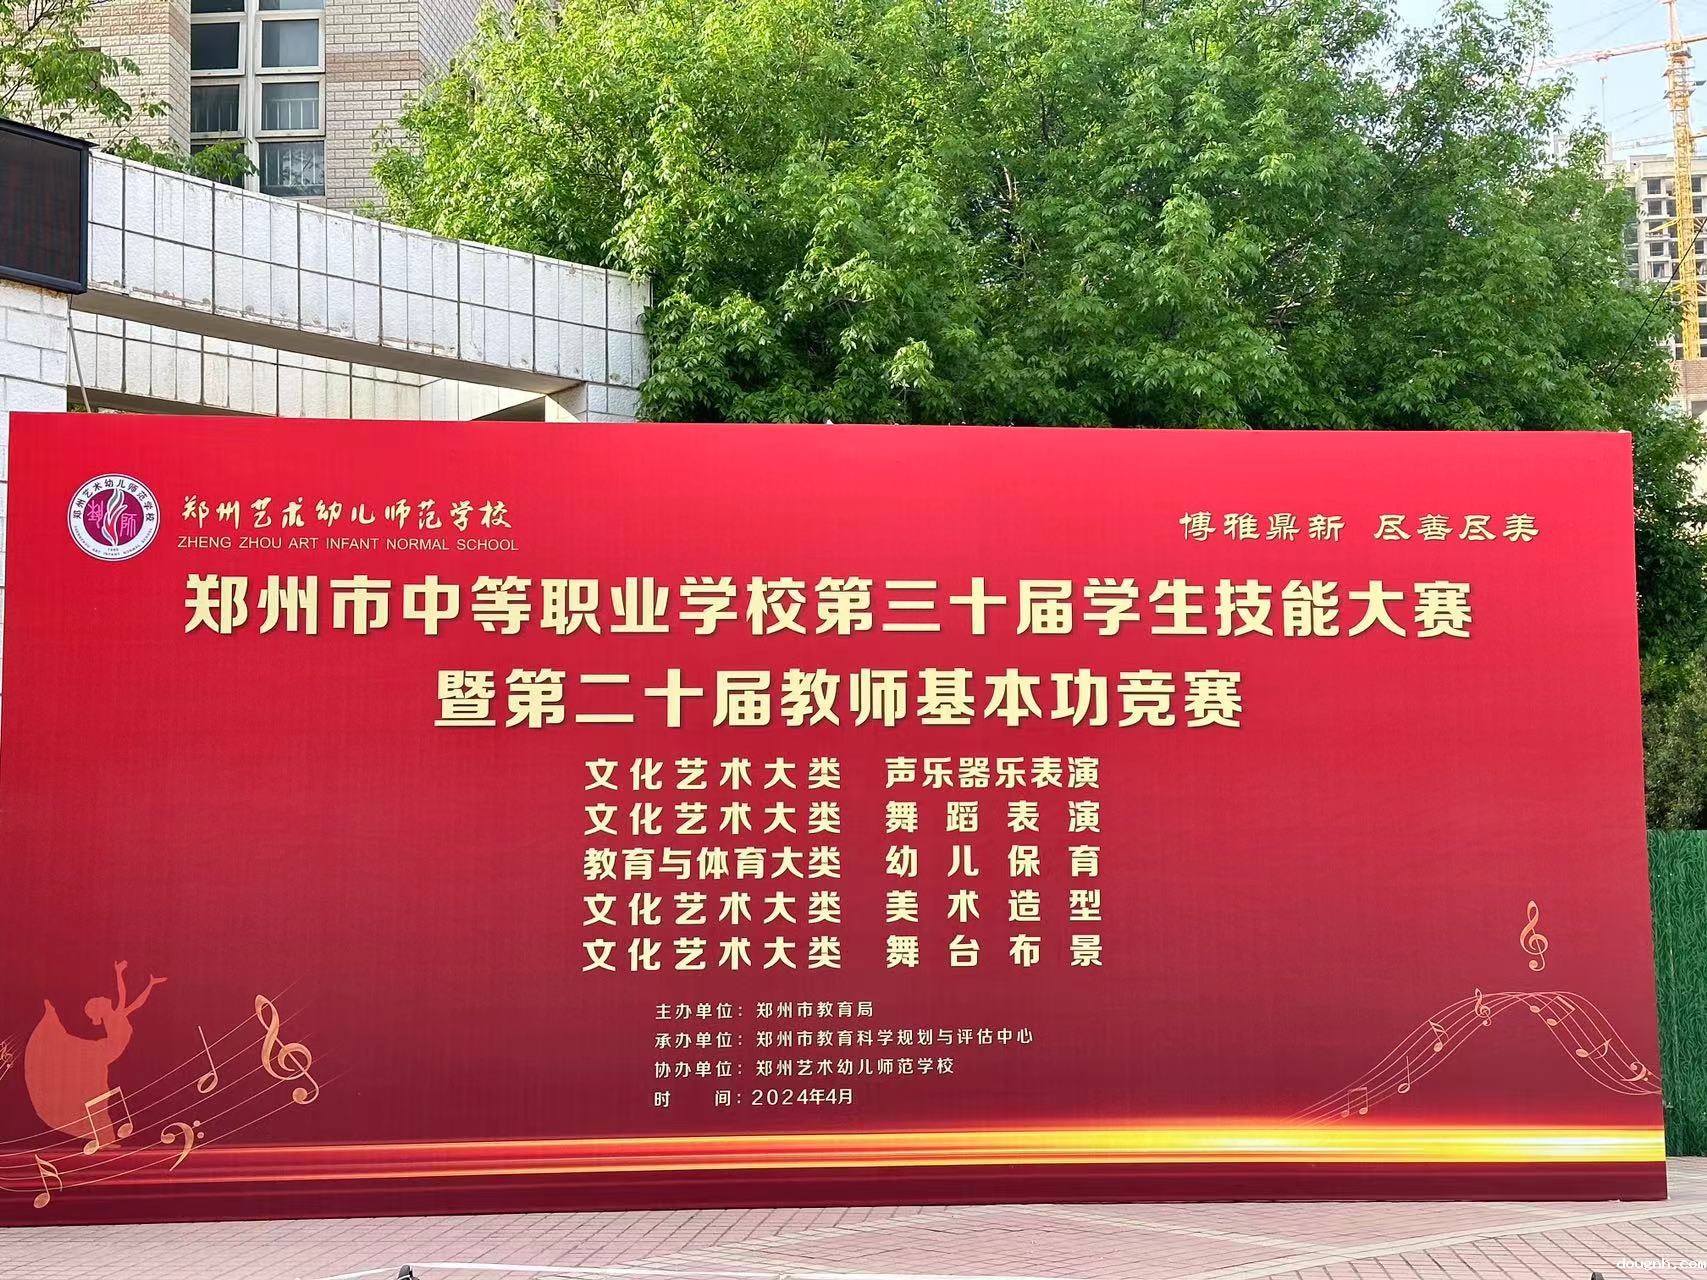 郑州艺术幼儿师范学校
ZHENG ZHOU ART INFANT NORMAL SCHOOL
博雅鼎新 尽善尽美
郑州市中等职业学校第三十届学生技能大赛
暨第二十届教师基本功竞赛
文化艺术大类 声乐器乐表演
文化艺术大类 舞蹈表演
教育与体育大类 幼儿保育
文化艺术大类 美术造型
文化艺术大类 舞台布景
主办单位：郑州市教育局
承办单位：郑州市教育科学规划与评估中心
协办单位：郑州艺术幼儿师范学校
时 间：2024年4月